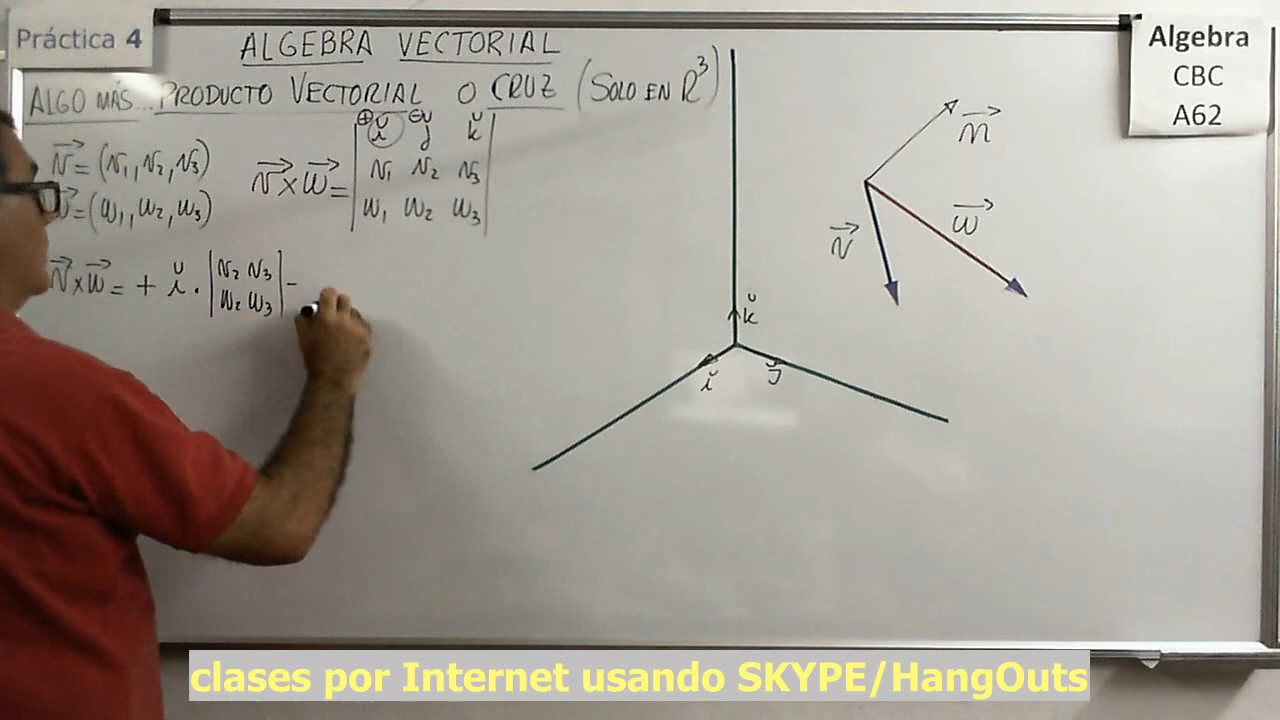 Práctica 4
ALGEBRA VECTORIAL
ALGO MÁS... PRODUCTO VECTORIAL O CRUZ (SOLO EN R³)
Algebra
CBC
A62
⊕ ⊖
ǐ ǰ ǩ
v⃗ = (v₁, v₂, v₃)
w⃗ = (w₁, w₂, w₃)
v⃗ x w⃗ = | v₁ v₂ v₃ |
| w₁ w₂ w₃ |
v⃗ x w⃗ = + ǐ . | v₂ v₃ | -
| w₂ w₃ |
n⃗
w⃗
v⃗
ǩ
ǐ
ǰ
clases por Internet usando SKYPE/HangOuts